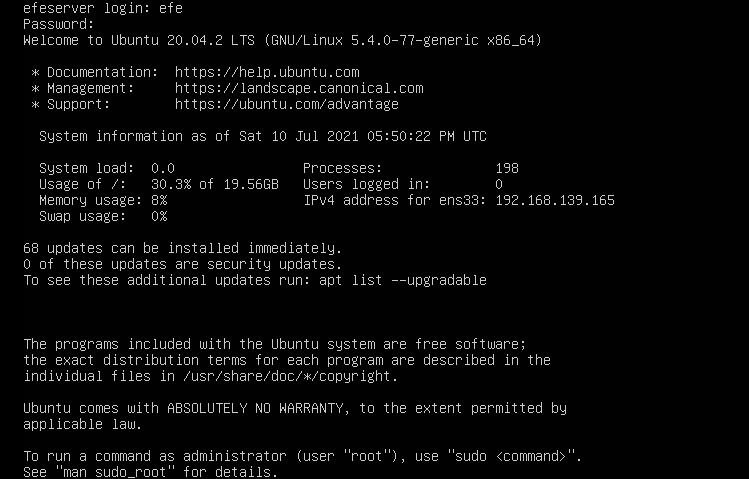 efeserver login: efe
Password:
Welcome to Ubuntu 20.04.2 LTS (GNU/Linux 5.4.0-77-generic x86_64)
* Documentation:  https://help.ubuntu.com
* Management:     https://landscape.canonical.com
* Support:        https://ubuntu.com/advantage
System information as of Sat 10 Jul 2021 05:50:22 PM UTC
System load:  0.0                Processes:              198
Usage of /:   30.3% of 19.56GB   Users logged in:        0
Memory usage: 8%                 IPv4 address for ens33: 192.168.139.165
Swap usage:   0%
68 updates can be installed immediately.
0 of these updates are security updates.
To see these additional updates run: apt list --upgradable
The programs included with the Ubuntu system are free software;
the exact distribution terms for each program are described in the
individual files in /usr/share/doc/*/copyright.
Ubuntu comes with ABSOLUTELY NO WARRANTY, to the extent permitted by
applicable law.
To run a command as administrator (user "root"), use "sudo <command>".
See "man sudo_root" for details.